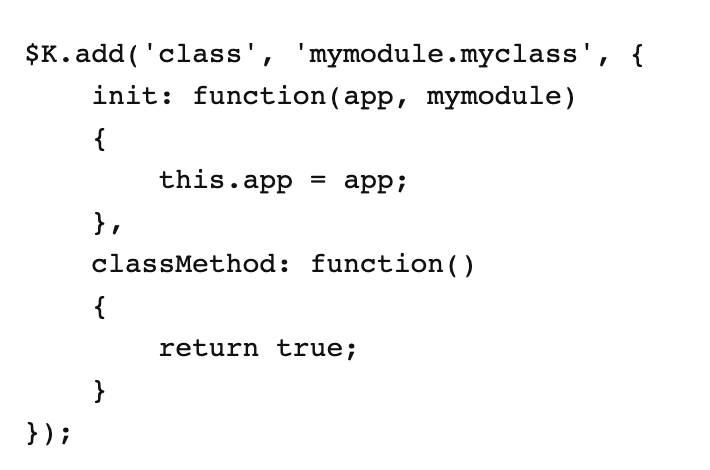 $K.add('class', 'mymodule.myclass', {
    init: function(app, mymodule)
    {
        this.app = app;
    },
    classMethod: function()
    {
        return true;
    }
});